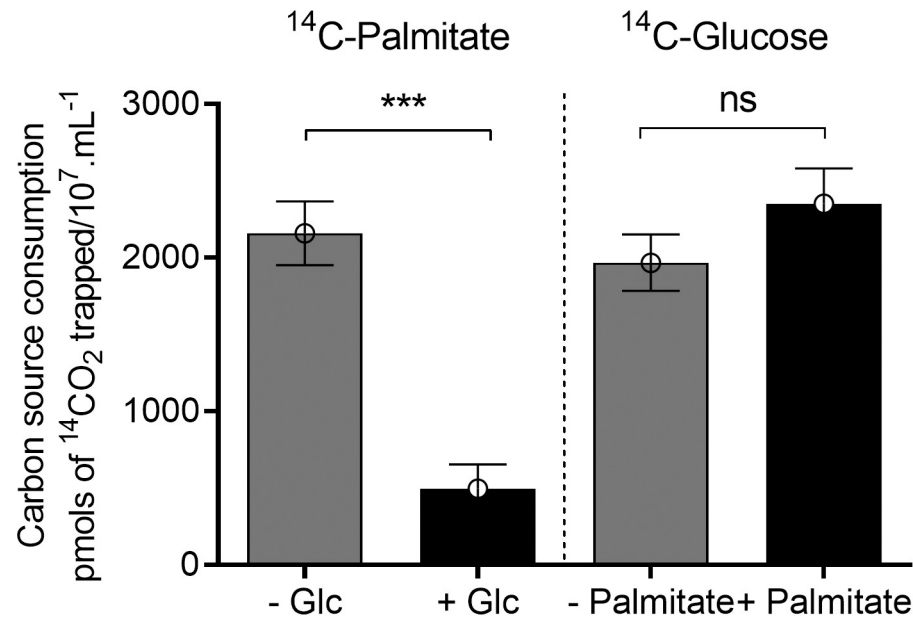 ¹⁴C-Palmitate
¹⁴C-Glucose
Carbon source consumption
pmols of ¹⁴CO₂ trapped/10⁷.mL⁻¹
3000
2000
1000
0
***
ns
- Glc
+ Glc
- Palmitate
+ Palmitate